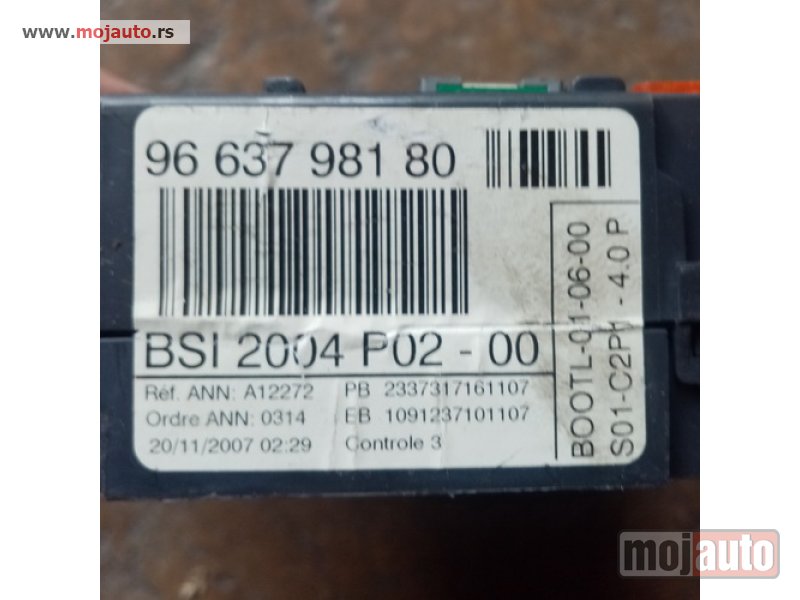 www.mojauto.rs
96 637 981 80
BSI 2004 P02 - 00
Réf. ANN: A12272 PB 2337317161107
Ordre ANN: 0314 EB 1091237101107
20/11/2007 02:29 Controle 3
BOOTL-01-06-00
S01-C2P1 - 4.0 P
mojauto